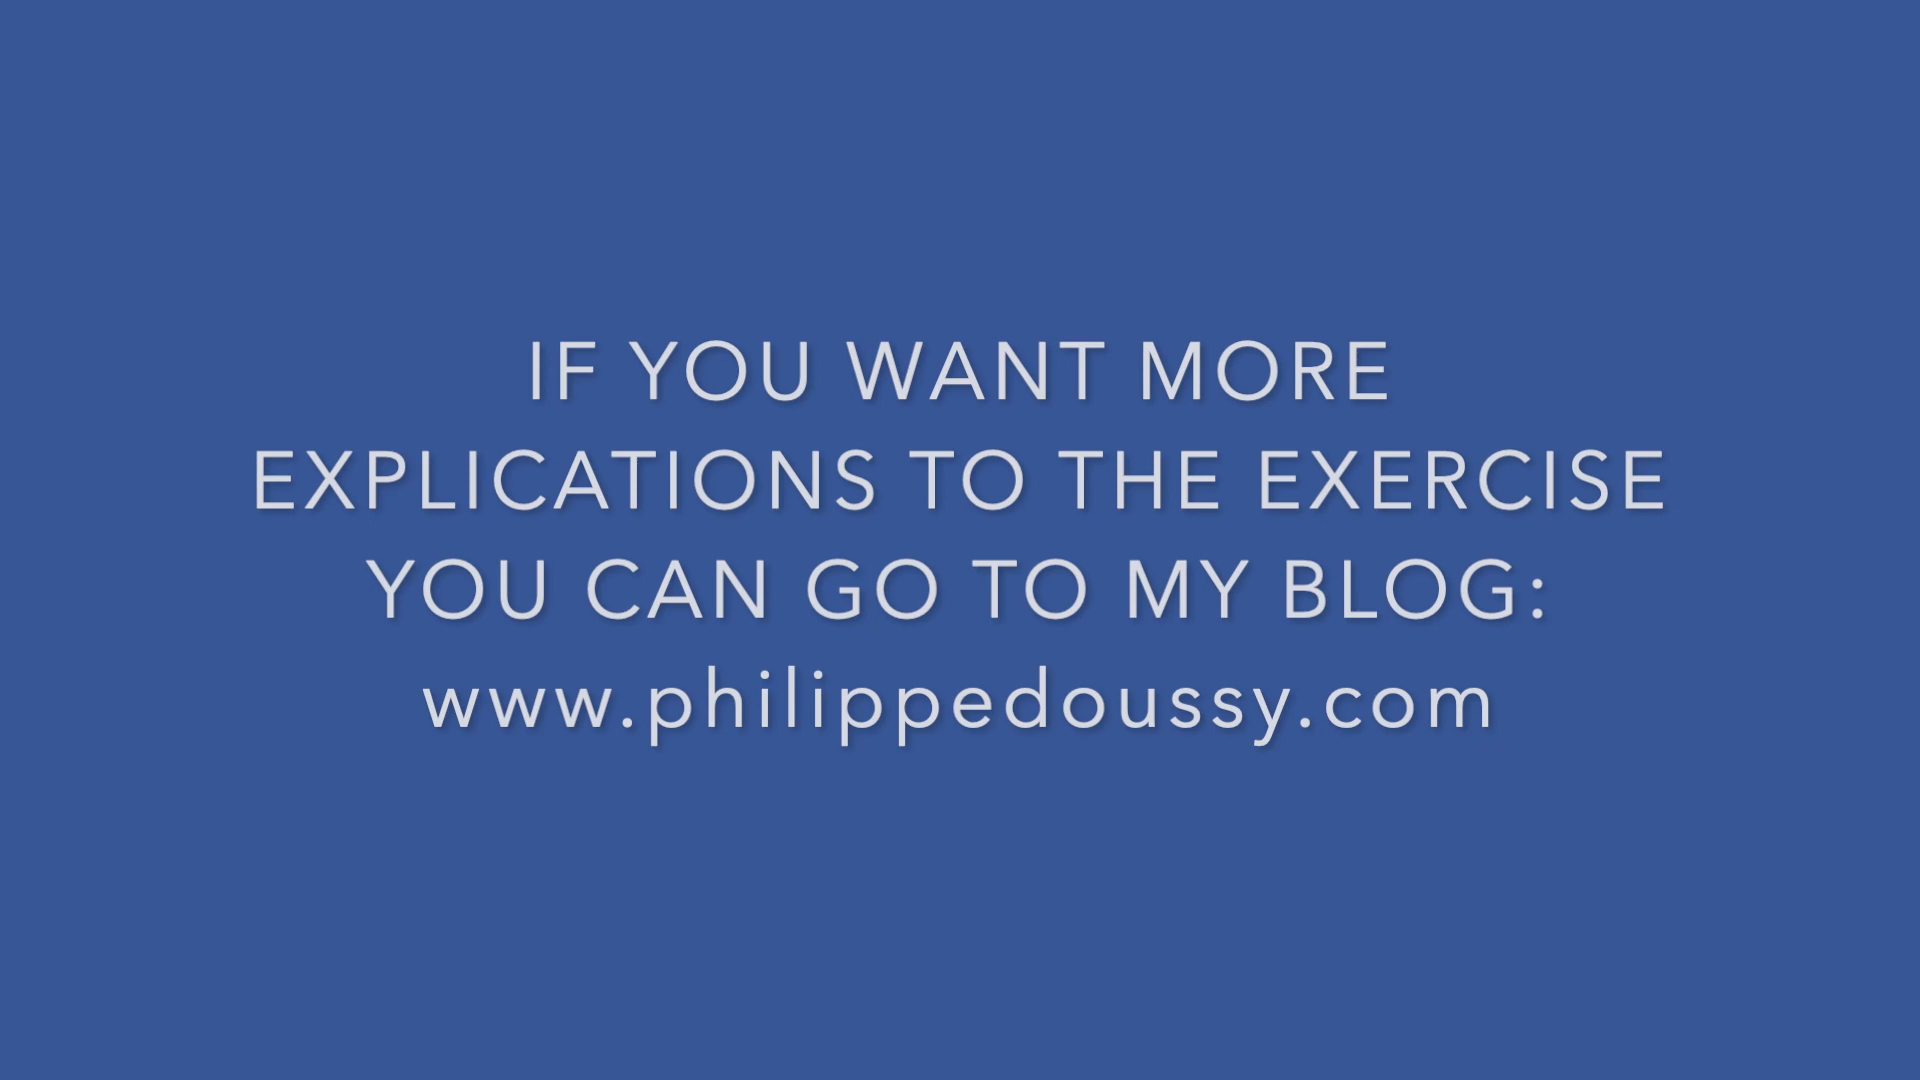 IF YOU WANT MORE
EXPLICATIONS TO THE EXERCISE
YOU CAN GO TO MY BLOG:
www.philippedoussy.com